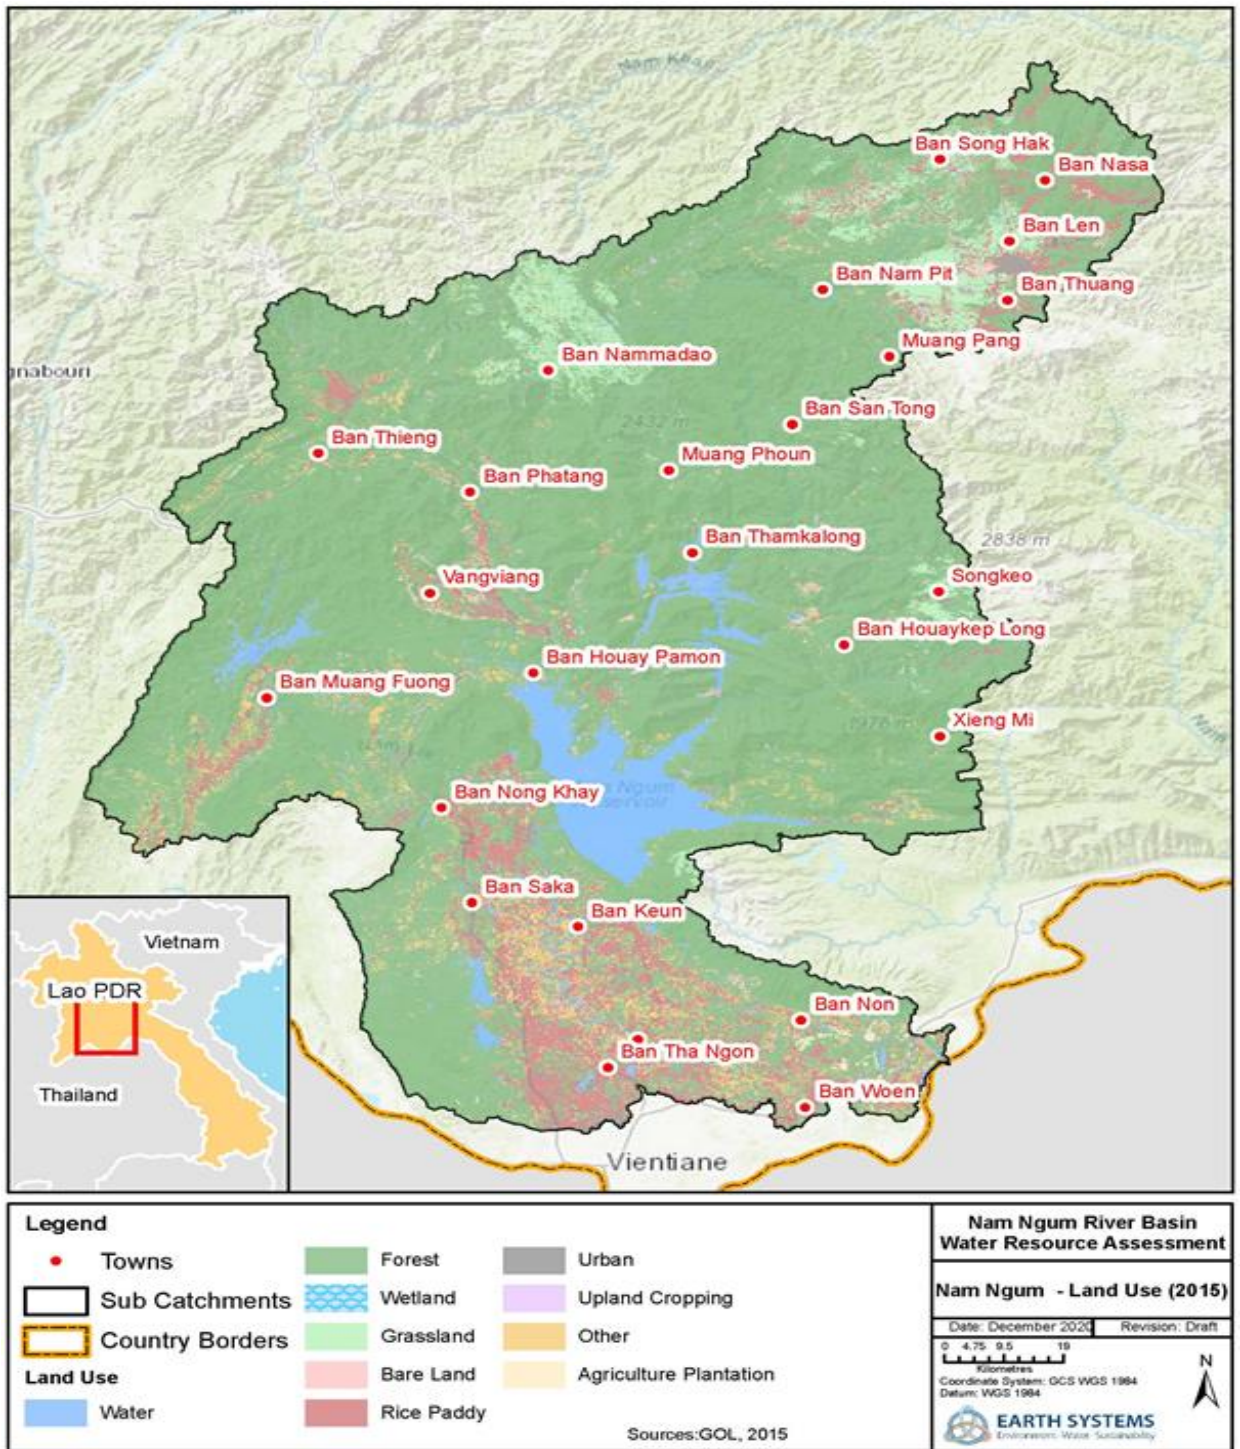 Nam Khan
Ban Song Hak
Ban Nasa
Ban Len
Ban Nam Pit
Ban Thuang
Muang Pang
Ban Nammadao
gnabouri
Ban San Tong
2432 m
Ban Thieng
Muang Phoun
Ban Phatang
Ban Thamkalong
2838 m
Vangviang
Songkeo
Ban Houaykep Long
Ban Houay Pamon
Ban Muang Fuong
Xieng Mi
Ban Nong Khay
Ngum
Ban Saka
Ban Keun
Vietnam
Lao PDR
Thailand
Ban Non
Ban Tha Ngon
Ban Woen
Vientiane
Legend
Towns
Sub Catchments
Country Borders
Land Use
Water
Forest
Wetland
Grassland
Bare Land
Rice Paddy
Urban
Upland Cropping
Other
Agriculture Plantation
Sources:GOL, 2015
Nam Ngum River Basin
Water Resource Assessment
Nam Ngum - Land Use (2015)
Date: December 2020 Revision: Draft
0 4.75 9.5 19
Kilometres
Coordinate System: GCS WGS 1984
Datum: WGS 1984
N
EARTH SYSTEMS
Environment · Water · Sustainability